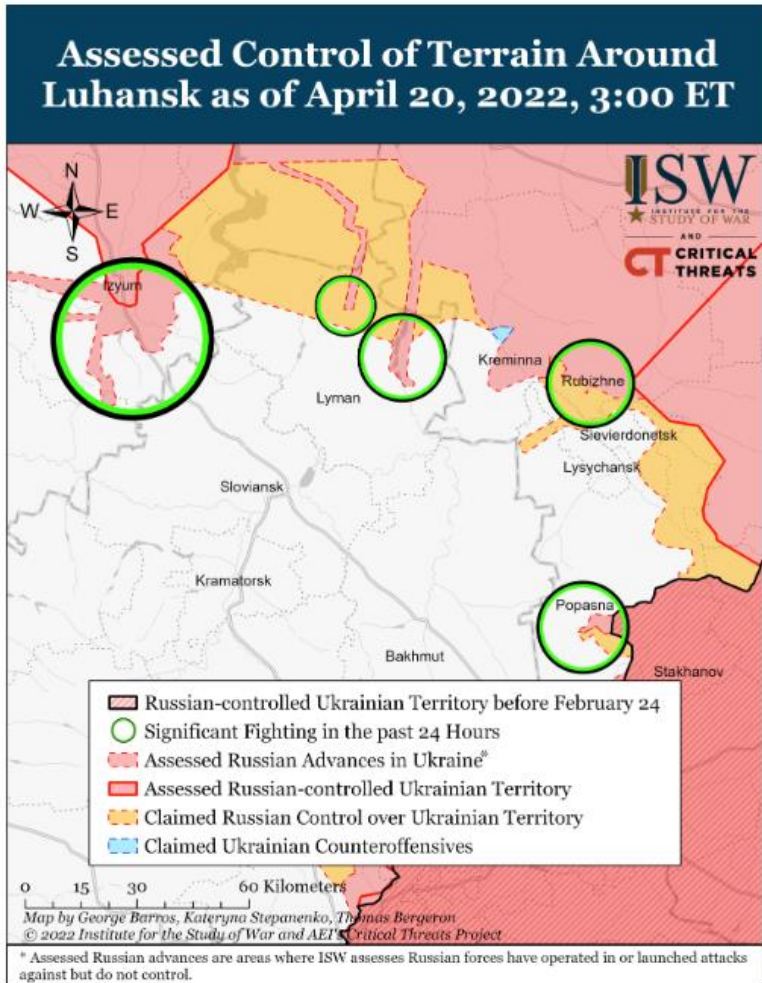 Assessed Control of Terrain Around
Luhansk as of April 20, 2022, 3:00 ET
N
W E
S
ISW
INSTITUTE FOR THE
STUDY OF WAR
AND
CT CRITICAL
THREATS
Izyum
Kreminna
Rubizhne
Lyman
Sievierdonetsk
Lysychansk
Sloviansk
Kramatorsk
Popasna
Bakhmut
Stakhanov
Russian-controlled Ukrainian Territory before February 24
Significant Fighting in the past 24 Hours
Assessed Russian Advances in Ukraine*
Assessed Russian-controlled Ukrainian Territory
Claimed Russian Control over Ukrainian Territory
Claimed Ukrainian Counteroffensives
0 15 30 60 Kilometers
Map by George Barros, Kateryna Stepanenko, Thomas Bergeron
© 2022 Institute for the Study of War and AEI's Critical Threats Project
* Assessed Russian advances are areas where ISW assesses Russian forces have operated in or launched attacks
against but do not control.